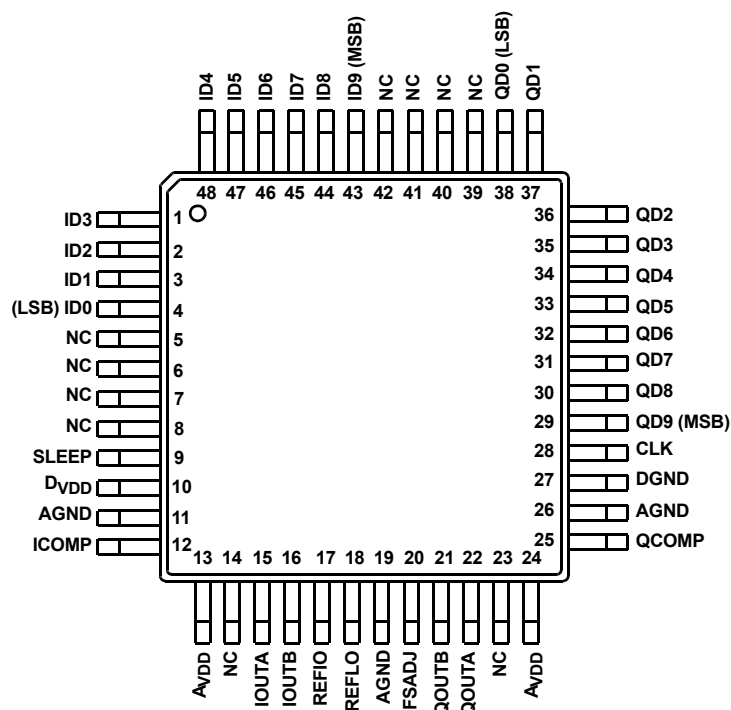 ID4
ID5
ID6
ID7
ID8
ID9 (MSB)
NC
NC
NC
NC
QD0 (LSB)
QD1
48 47 46 45 44 43 42 41 40 39 38 37
ID3 1
ID2 2
ID1 3
(LSB) ID0 4
NC 5
NC 6
NC 7
NC 8
SLEEP 9
DVDD 10
AGND 11
ICOMP 12
36 QD2
35 QD3
34 QD4
33 QD5
32 QD6
31 QD7
30 QD8
29 QD9 (MSB)
28 CLK
27 DGND
26 AGND
25 QCOMP
13 14 15 16 17 18 19 20 21 22 23 24
AVDD
NC
IOUTA
IOUTB
REFIO
REFLO
AGND
FSADJ
QOUTB
QOUTA
NC
AVDD